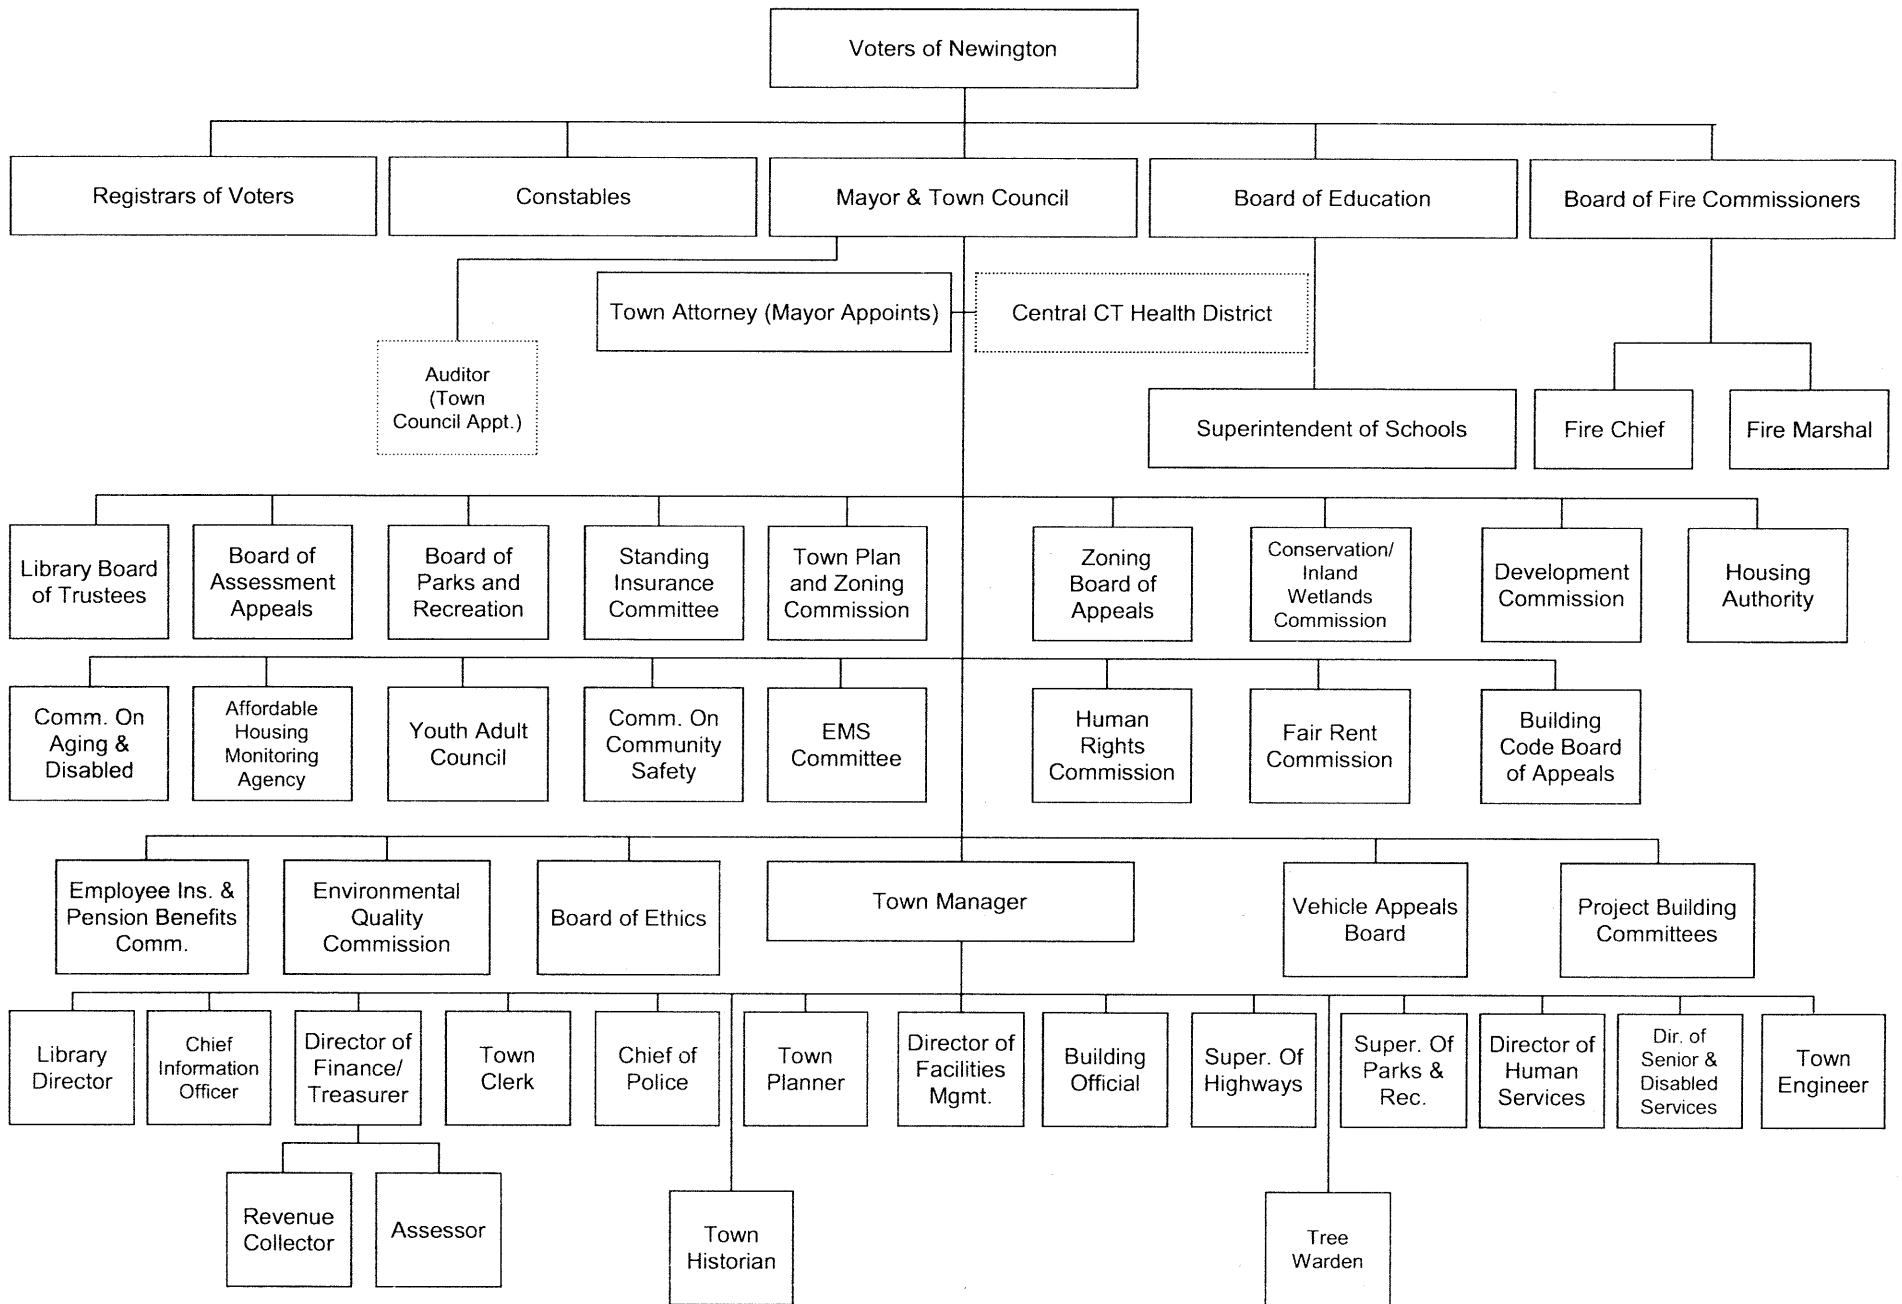 Voters of Newington
Registrars of Voters
Constables
Mayor & Town Council
Board of Education
Board of Fire Commissioners
Town Attorney (Mayor Appoints)
Central CT Health District
Auditor
(Town
Council Appt.)
Superintendent of Schools
Fire Chief
Fire Marshal
Library Board
of Trustees
Board of
Assessment
Appeals
Board of
Parks and
Recreation
Standing
Insurance
Committee
Town Plan
and Zoning
Commission
Zoning
Board of
Appeals
Conservation/
Inland
Wetlands
Commission
Development
Commission
Housing
Authority
Comm. On
Aging &
Disabled
Affordable
Housing
Monitoring
Agency
Youth Adult
Council
Comm. On
Community
Safety
EMS
Committee
Human
Rights
Commission
Fair Rent
Commission
Building
Code Board
of Appeals
Employee Ins. &
Pension Benefits
Comm.
Environmental
Quality
Commission
Board of Ethics
Town Manager
Vehicle Appeals
Board
Project Building
Committees
Library
Director
Chief
Information
Officer
Director of
Finance/
Treasurer
Town
Clerk
Chief of
Police
Town
Planner
Director of
Facilities
Mgmt.
Building
Official
Super. Of
Highways
Super. Of
Parks &
Rec.
Director of
Human
Services
Dir. of
Senior &
Disabled
Services
Town
Engineer
Revenue
Collector
Assessor
Town
Historian
Tree
Warden